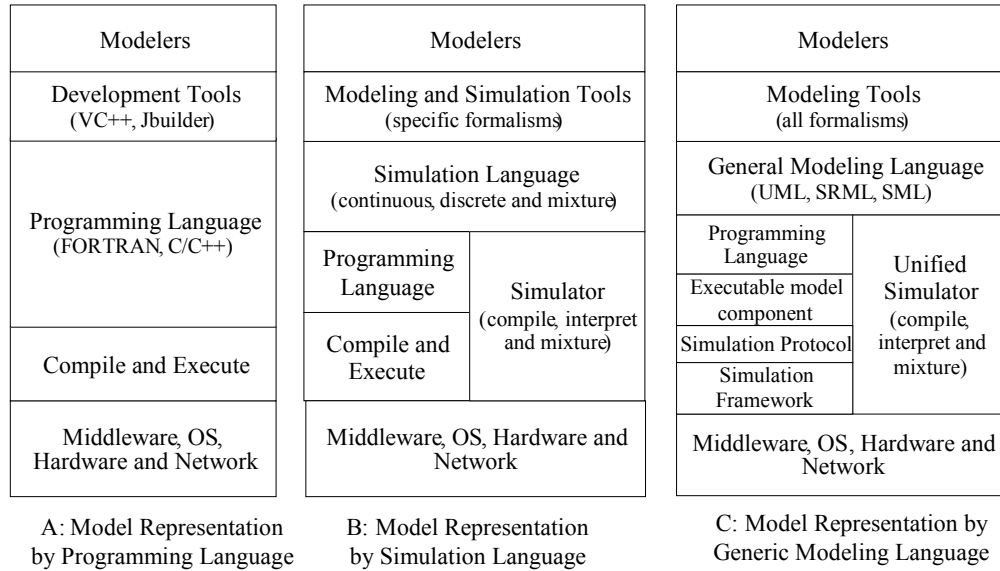 Modelers
Development Tools
(VC++, Jbuilder)
Programming Language
(FORTRAN, C/C++)
Compile and Execute
Middleware, OS,
Hardware and Network
A: Model Representation
by Programming Language
Modelers
Modeling and Simulation Tools
(specific formalisms)
Simulation Language
(continuous, discrete and mixture)
Programming
Language
Compile and
Execute
Simulator
(compile, interpret
and mixture)
Middleware, OS, Hardware and
Network
B: Model Representation
by Simulation Language
Modelers
Modeling Tools
(all formalisms)
General Modeling Language
(UML, SRML, SML)
Programming
Language
Executable model
component
Simulation Protocol
Simulation
Framework
Unified
Simulator
(compile,
interpret and
mixture)
Middleware, OS, Hardware and
Network
C: Model Representation by
Generic Modeling Language